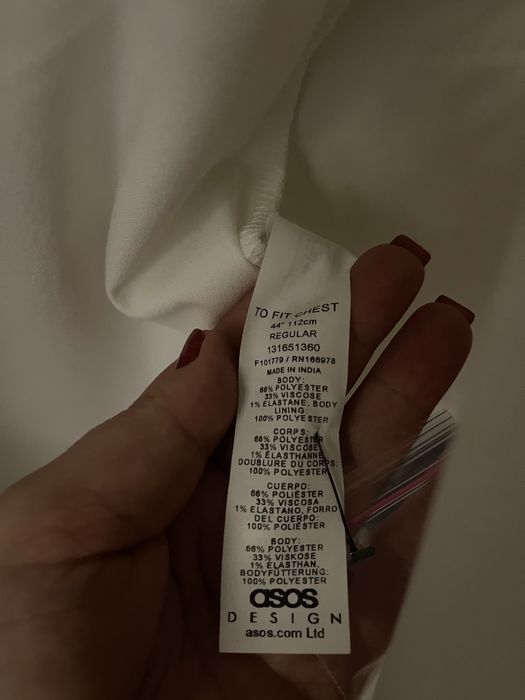 TO FIT CHEST
44" 112cm
REGULAR
131651360
F101779 / RN166978
MADE IN INDIA
BODY:
66% POLYESTER
33% VISCOSE
1% ELASTANE, BODY
LINING:
100% POLYESTER
CORPS:
66% POLYESTER
33% VISCOSE
1% ÉLASTHANNE
DOUBLURE DU CORPS:
100% POLYESTER
CUERPO:
66% POLIÉSTER
33% VISCOSA
1% ELASTANO, FORRO
DEL CUERPO:
100% POLIÉSTER
BODY:
66% POLYESTER
33% VISKOSE
1% ELASTHAN,
BODYFÜTTERUNG:
100% POLYESTER
asos
DESIGN
asos.com Ltd